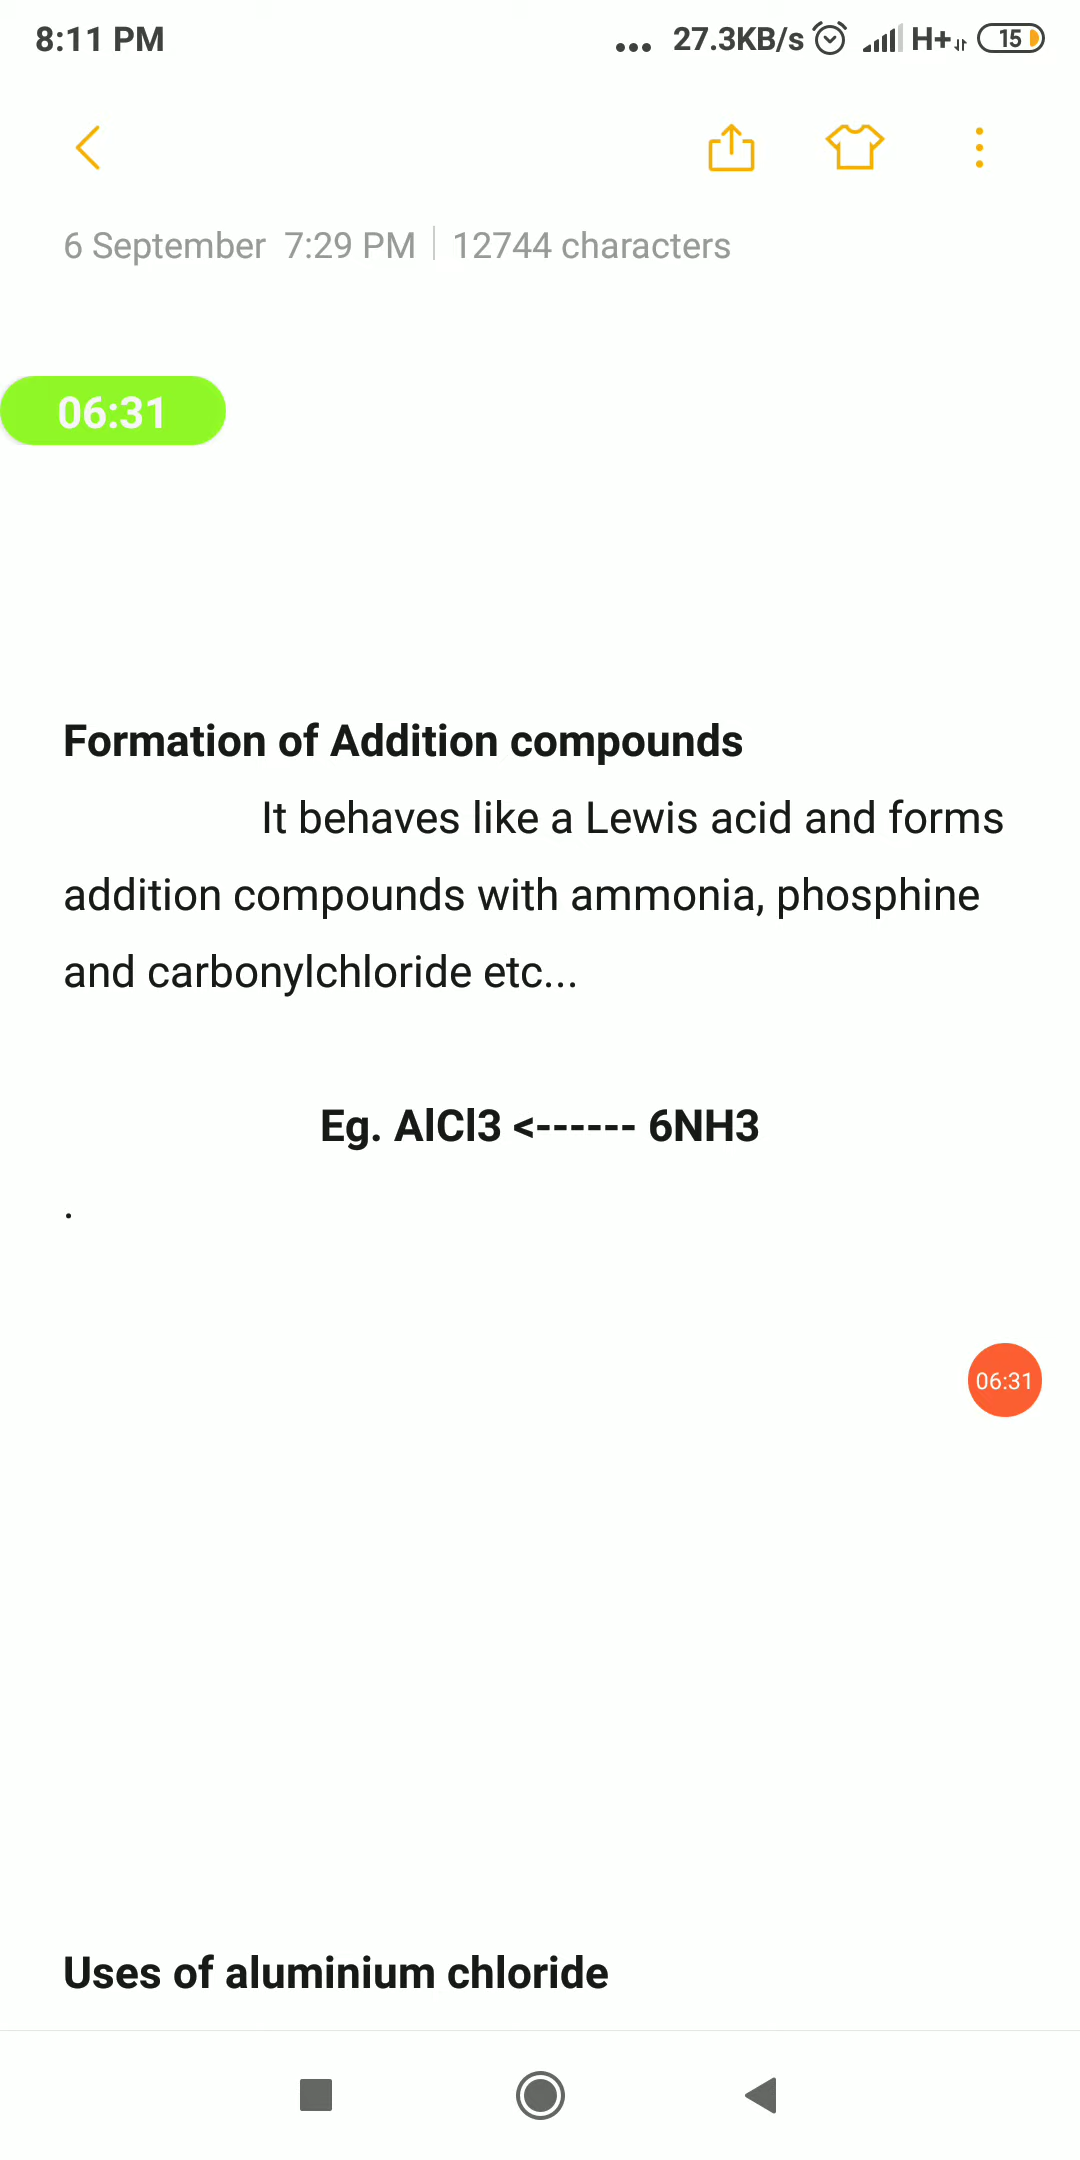 8:11 PM ... 27.3KB/s H+ 15
6 September 7:29 PM | 12744 characters
06:31
Formation of Addition compounds
It behaves like a Lewis acid and forms
addition compounds with ammonia, phosphine
and carbonylchloride etc...
Eg. AlCl3 <------ 6NH3
.
06:31
Uses of aluminium chloride